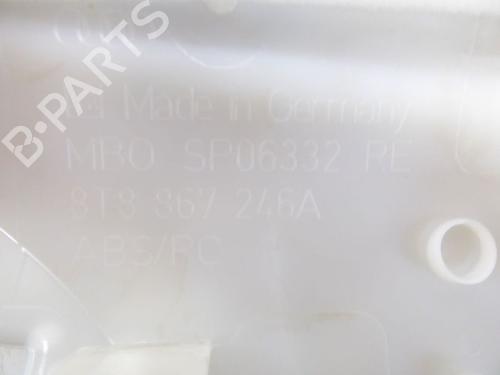 Made in Germany
MBO SP06332 RE
8T8 867 246A
ABS/PC
B-PARTS